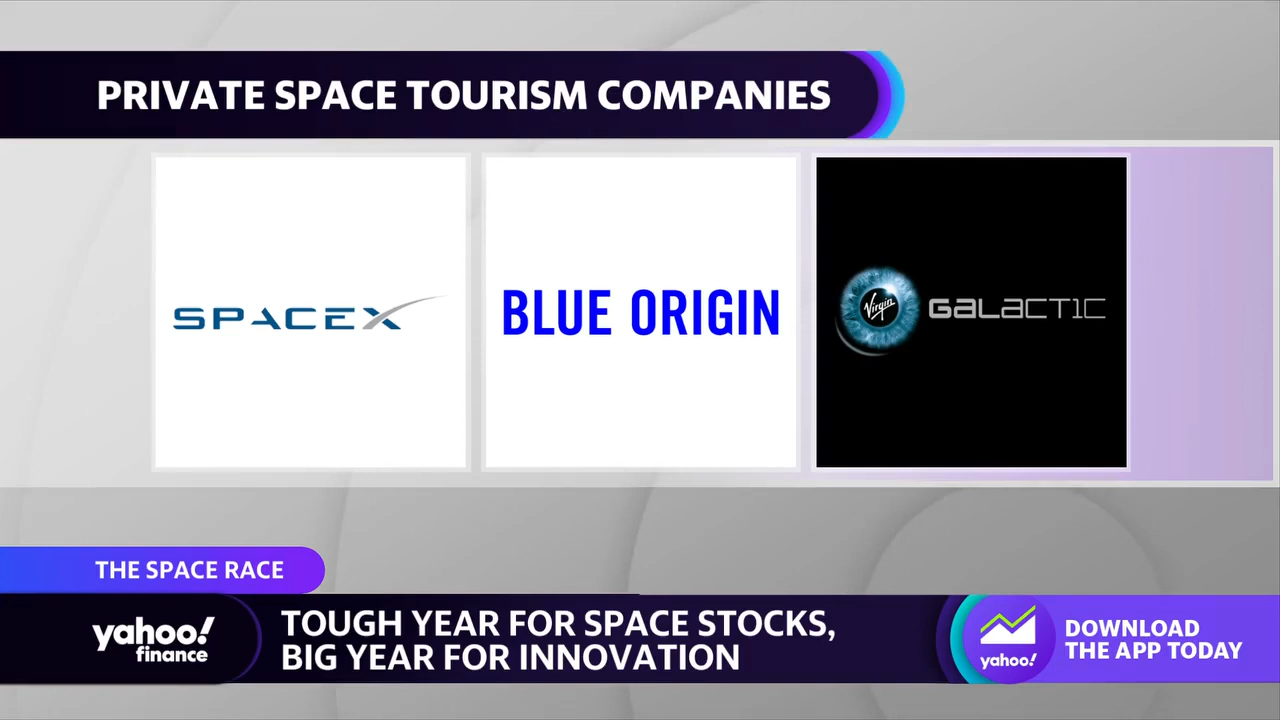 PRIVATE SPACE TOURISM COMPANIES
SPACEX
BLUE ORIGIN
Virgin
GALACTIC
THE SPACE RACE
yahoo!
finance
TOUGH YEAR FOR SPACE STOCKS,
BIG YEAR FOR INNOVATION
yahoo!
DOWNLOAD
THE APP TODAY